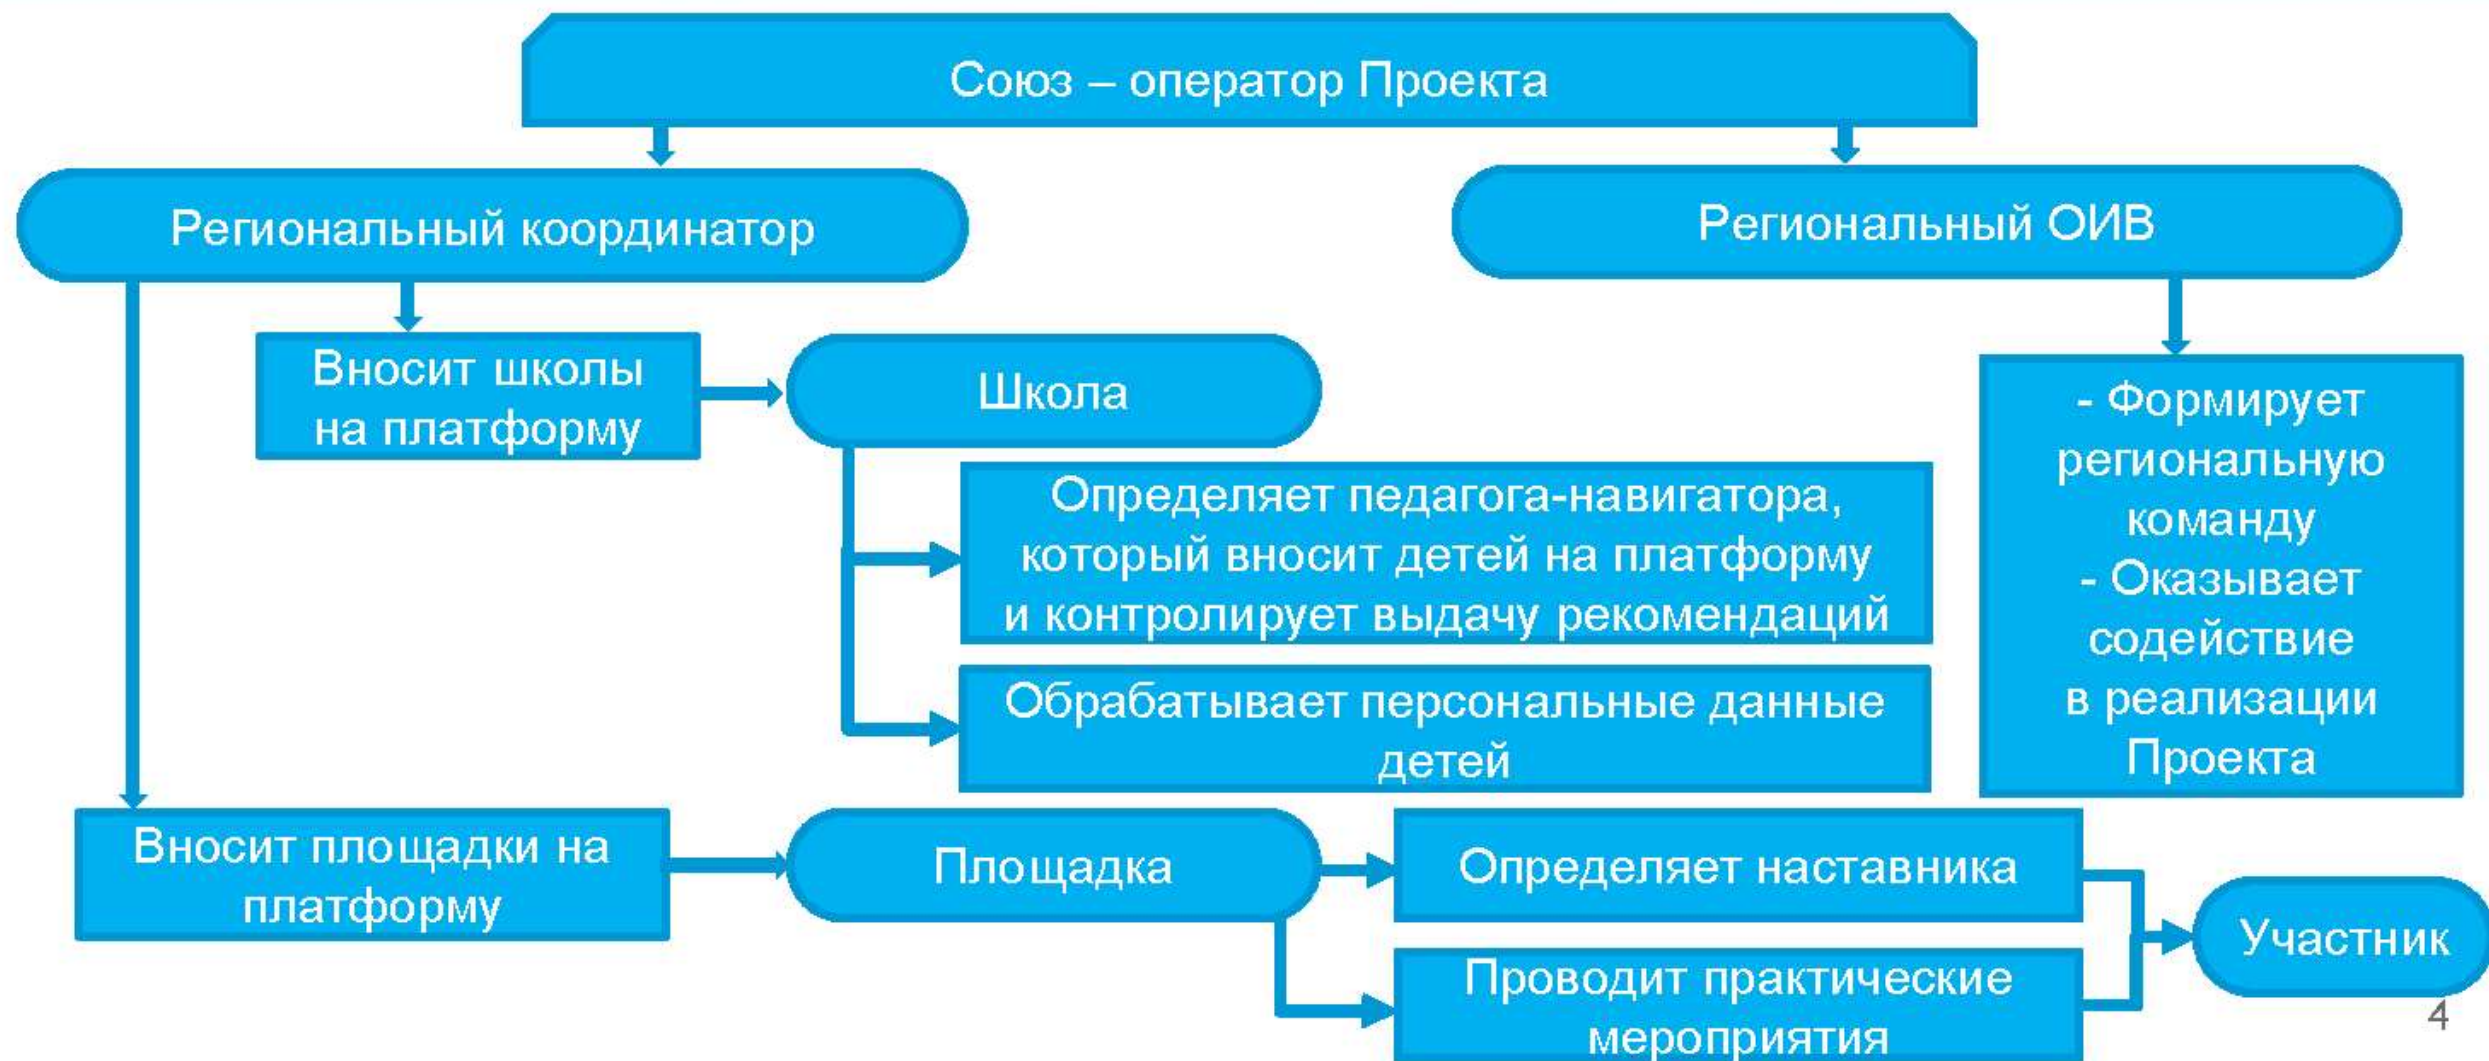 Союз – оператор Проекта
Региональный координатор
Региональный ОИВ
Вносит школы
на платформу
Школа
Определяет педагога-навигатора,
который вносит детей на платформу
и контролирует выдачу рекомендаций
Обрабатывает персональные данные
детей
- Формирует
региональную
команду
- Оказывает
содействие
в реализации
Проекта
Вносит площадки на
платформу
Площадка
Определяет наставника
Проводит практические
мероприятия
Участник
4